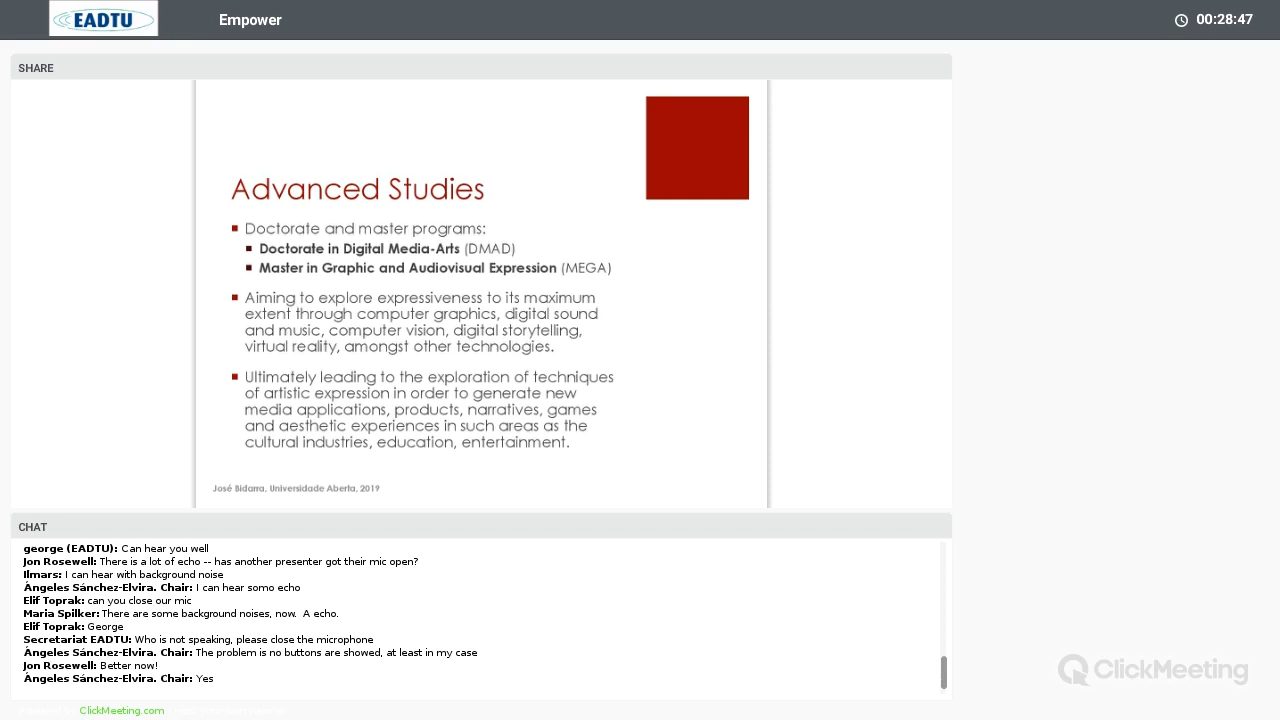 EADTU
Empower
00:28:47
SHARE
Advanced Studies
Doctorate and master programs:
Doctorate in Digital Media-Arts (DMAD)
Master in Graphic and Audiovisual Expression (MEGA)
Aiming to explore expressiveness to its maximum
extent through computer graphics, digital sound
and music, computer vision, digital storytelling,
virtual reality, amongst other technologies.
Ultimately leading to the exploration of techniques
of artistic expression in order to generate new
media applications, products, narratives, games
and aesthetic experiences in such areas as the
cultural industries, education, entertainment.
José Bidarra, Universidade Aberta, 2019
CHAT
george (EADTU): Can hear you well
Jon Rosewell: There is a lot of echo -- has another presenter got their mic open?
Ilmars: I can hear with background noise
Ángeles Sánchez-Elvira. Chair: I can hear somo echo
Elif Toprak: can you close our mic
Maria Spilker: There are some background noises, now. A echo.
Elif Toprak: George
Secretariat EADTU: Who is not speaking, please close the microphone
Ángeles Sánchez-Elvira. Chair: The problem is no buttons are showed, at least in my case
Jon Rosewell: Better now!
Ángeles Sánchez-Elvira. Chair: Yes
ClickMeeting
ClickMeeting.com